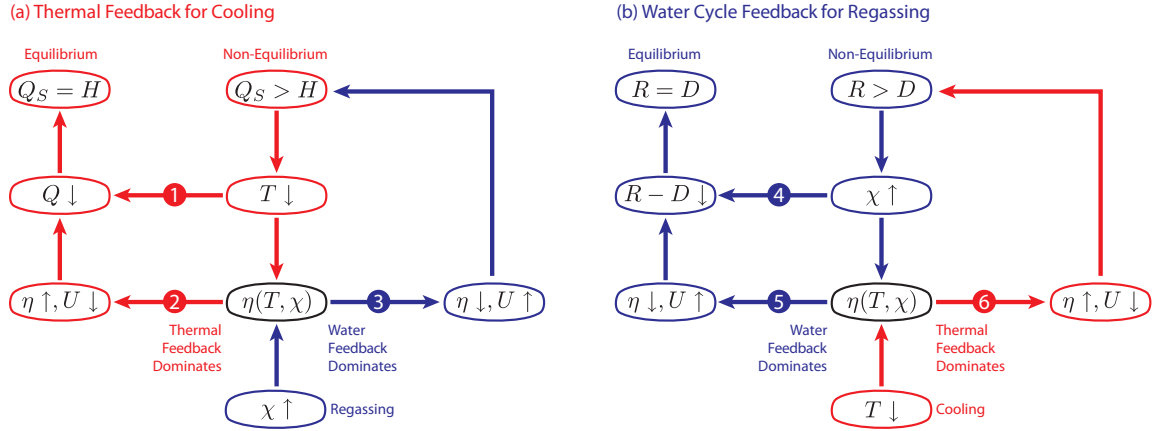 (a) Thermal Feedback for Cooling
Equilibrium
Non-Equilibrium
Q_S = H
Q_S > H
Q ↓
1
T ↓
η ↑, U ↓
2
η(T, χ)
3
η ↓, U ↑
Thermal
Feedback
Dominates
Water
Feedback
Dominates
χ ↑
Regassing
(b) Water Cycle Feedback for Regassing
Equilibrium
Non-Equilibrium
R = D
R > D
R − D ↓
4
χ ↑
η ↓, U ↑
5
η(T, χ)
6
η ↑, U ↓
Water
Feedback
Dominates
Thermal
Feedback
Dominates
T ↓
Cooling